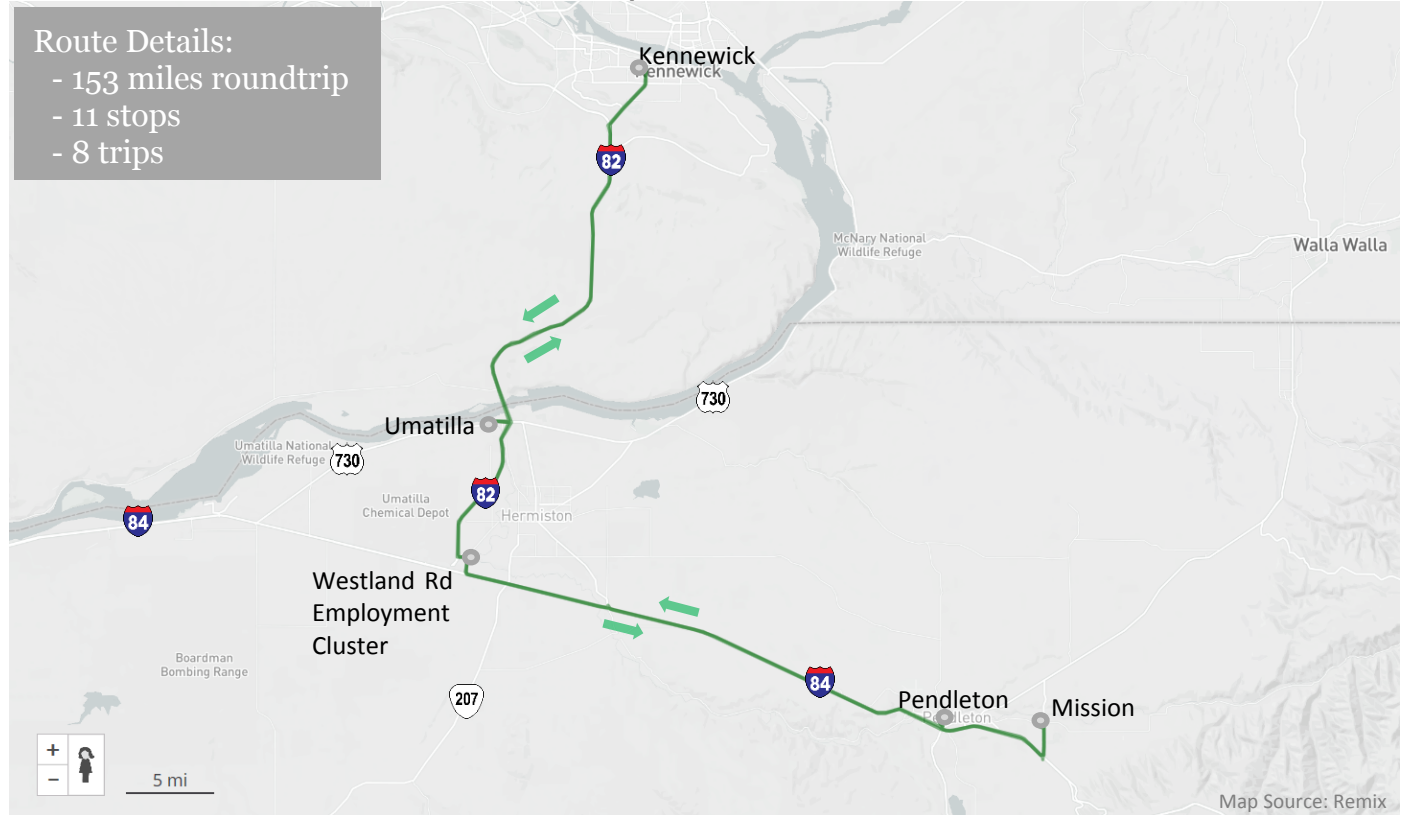 Route Details:
- 153 miles roundtrip
- 11 stops
- 8 trips
Kennewick
Kennewick
82
McNary National
Wildlife Refuge
Walla Walla
730
Umatilla
Umatilla National
Wildlife Refuge
730
82
Umatilla
Chemical Depot
Hermiston
84
Westland Rd
Employment
Cluster
Boardman
Bombing Range
207
84
Pendleton
Pendleton
Mission
+
−
5 mi
Map Source: Remix